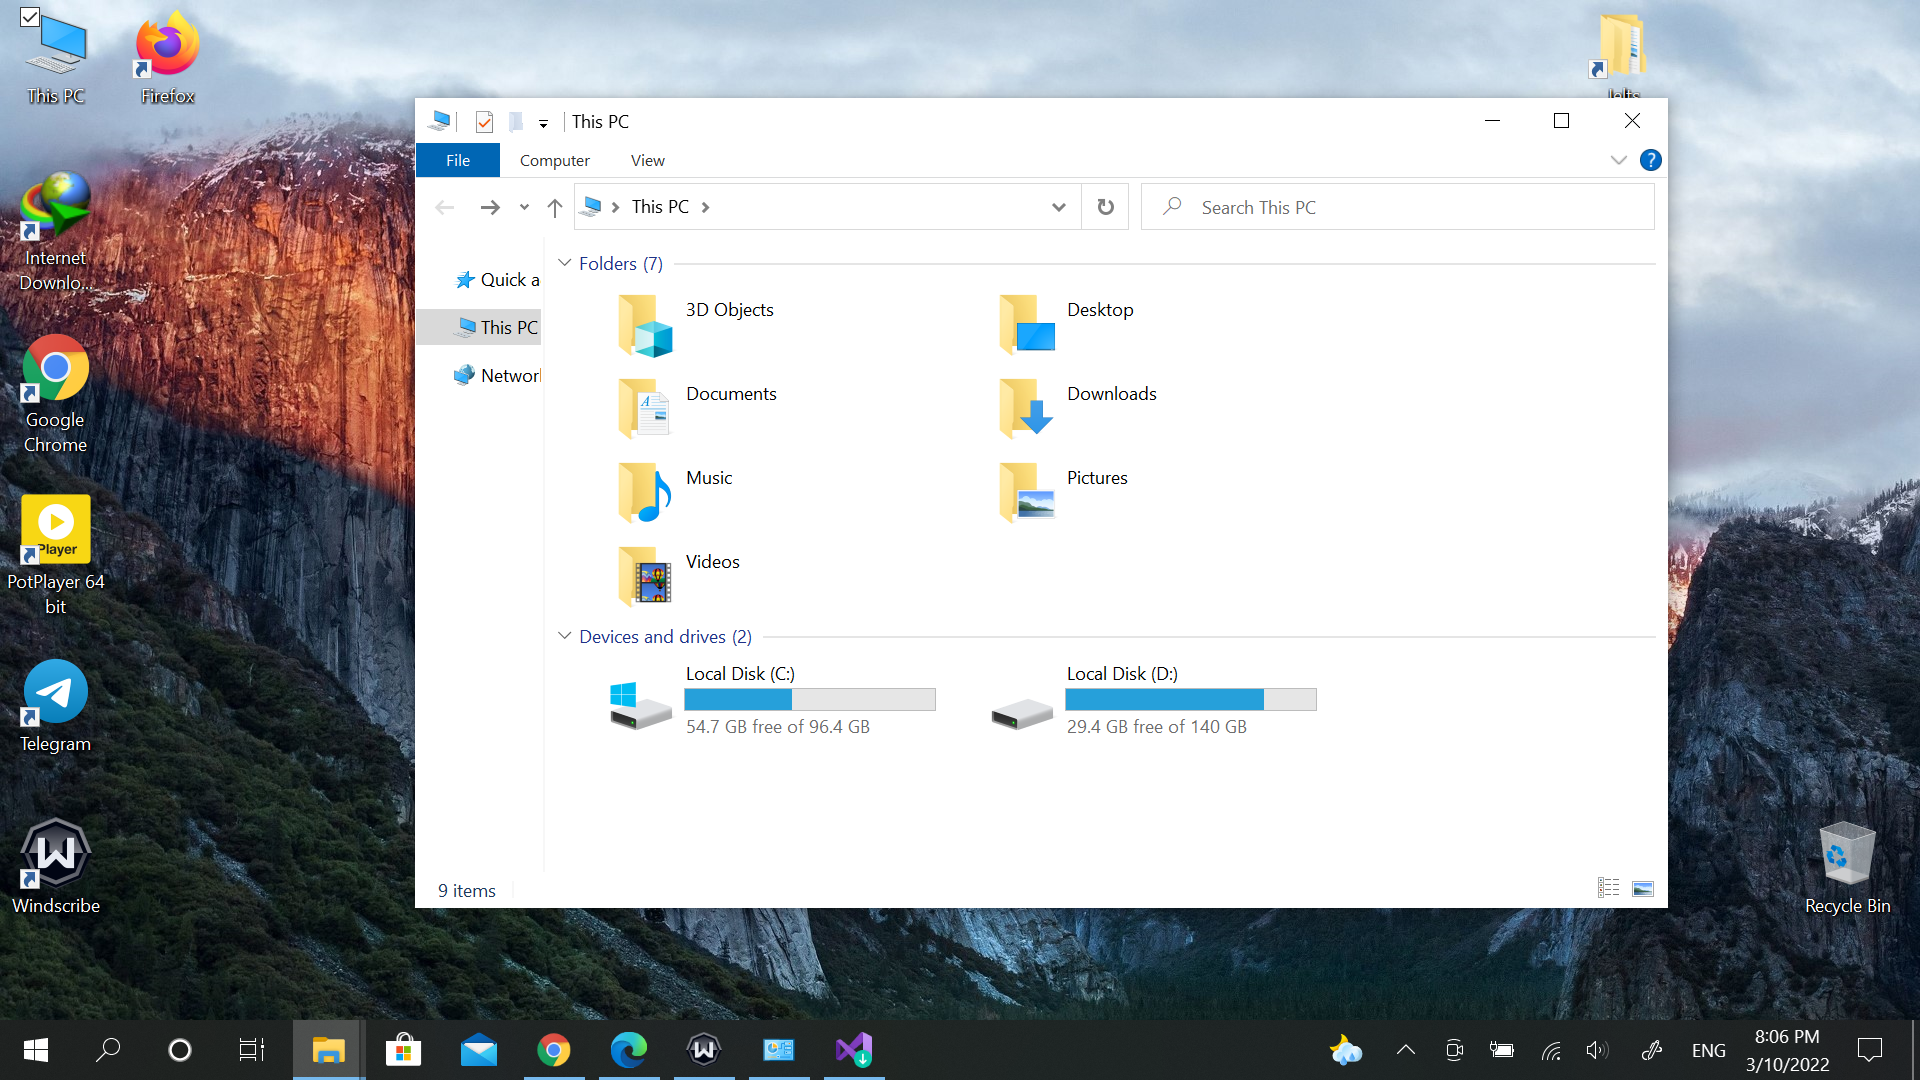 This PC
Firefox
Internet
Downlo...
Google
Chrome
Player
PotPlayer 64
bit
Telegram
Windscribe
This PC
File
Computer
View
This PC
Search This PC
Quick a
This PC
Networ
Folders (7)
3D Objects
Desktop
Documents
Downloads
Music
Pictures
Videos
Devices and drives (2)
Local Disk (C:)
54.7 GB free of 96.4 GB
Local Disk (D:)
29.4 GB free of 140 GB
9 items
Ielts
Recycle Bin
ENG
8:06 PM
3/10/2022